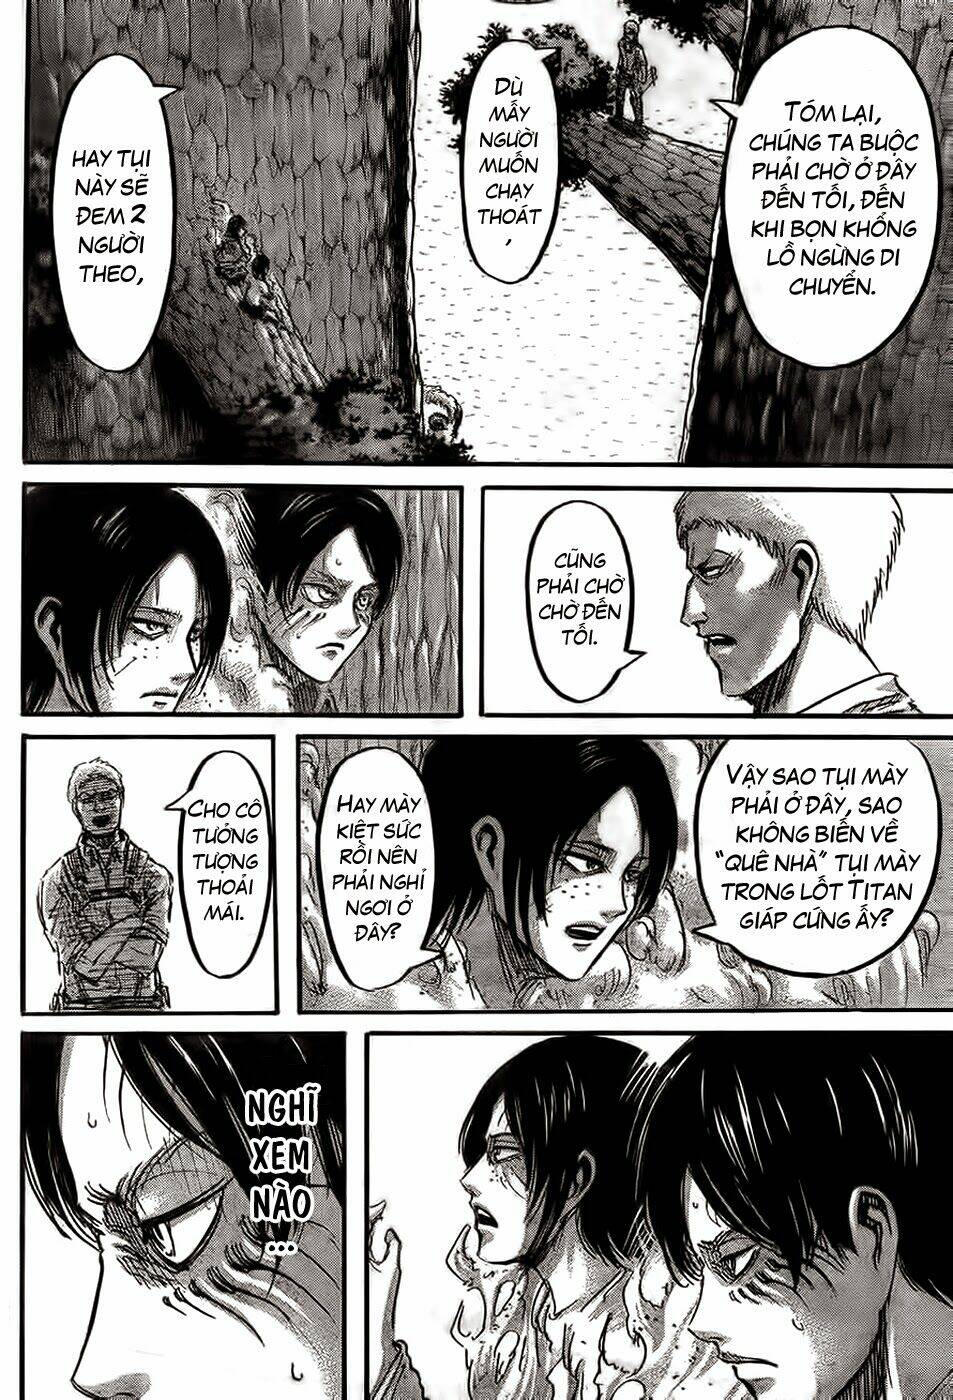 TÓM LẠI,
CHÚNG TA BUỘC
PHẢI CHỜ Ở ĐÂY
ĐẾN TỐI, ĐẾN
KHI BỌN KHỔNG
LỒ NGỪNG DI
CHUYỂN.
DÙ
MẤY
NGƯỜI
MUỐN
CHẠY
THOÁT
,
HAY TỤI
NÀY SẼ
ĐEM 2
NGƯỜI
THEO,
CŨNG
PHẢI CHỜ
CHỜ ĐẾN
TỐI.
VẬY SAO TỤI MÀY
PHẢI Ở ĐÂY, SAO
KHÔNG BIẾN VỀ
“QUÊ NHÀ” TỤI MÀY
TRONG LỐT TITAN
GIÁP CỨNG ẤY?
HAY MÀY
KIỆT SỨC
RỒI NÊN
PHẢI NGHỈ
NGƠI Ở
ĐÂY?
CHO CÔ
TƯỞNG
TƯỢNG
THOẢI
MÁI.
NGHĨ
XEM
NÀO
...